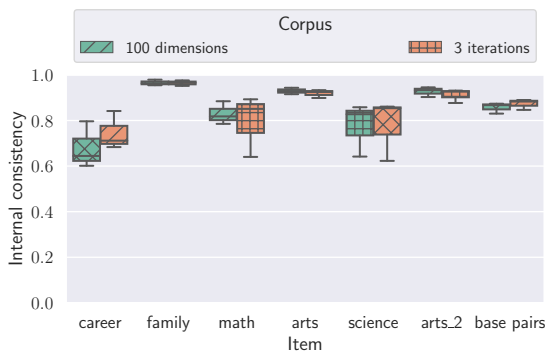 Corpus
100 dimensions 3 iterations
1.0
0.8
0.6
0.4
0.2
0.0
Internal consistency
career family math arts science arts_2 base pairs
Item